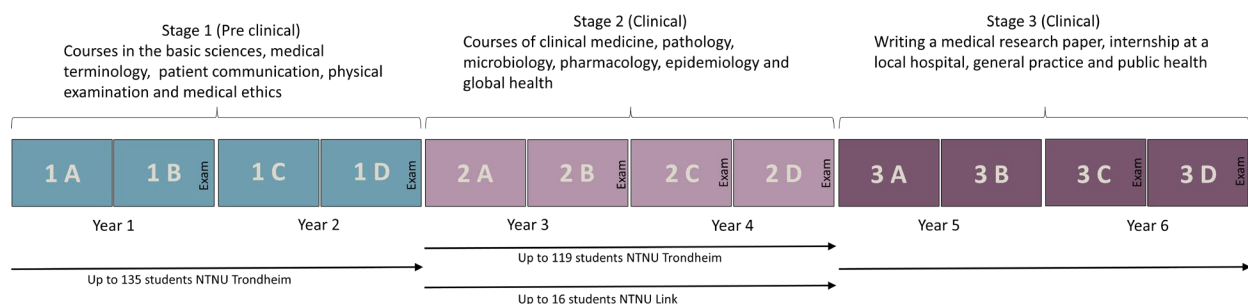 Stage 1 (Pre clinical)
Courses in the basic sciences, medical
terminology, patient communication, physical
examination and medical ethics
Stage 2 (Clinical)
Courses of clinical medicine, pathology,
microbiology, pharmacology, epidemiology and
global health
Stage 3 (Clinical)
Writing a medical research paper, internship at a
local hospital, general practice and public health
1 A
1 B
Exam
1 C
1 D
Exam
2 A
2 B
Exam
2 C
Exam
2 D
Exam
3 A
3 B
3 C
Exam
3 D
Exam
Year 1
Year 2
Year 3
Year 4
Year 5
Year 6
Up to 135 students NTNU Trondheim
Up to 119 students NTNU Trondheim
Up to 16 students NTNU Link